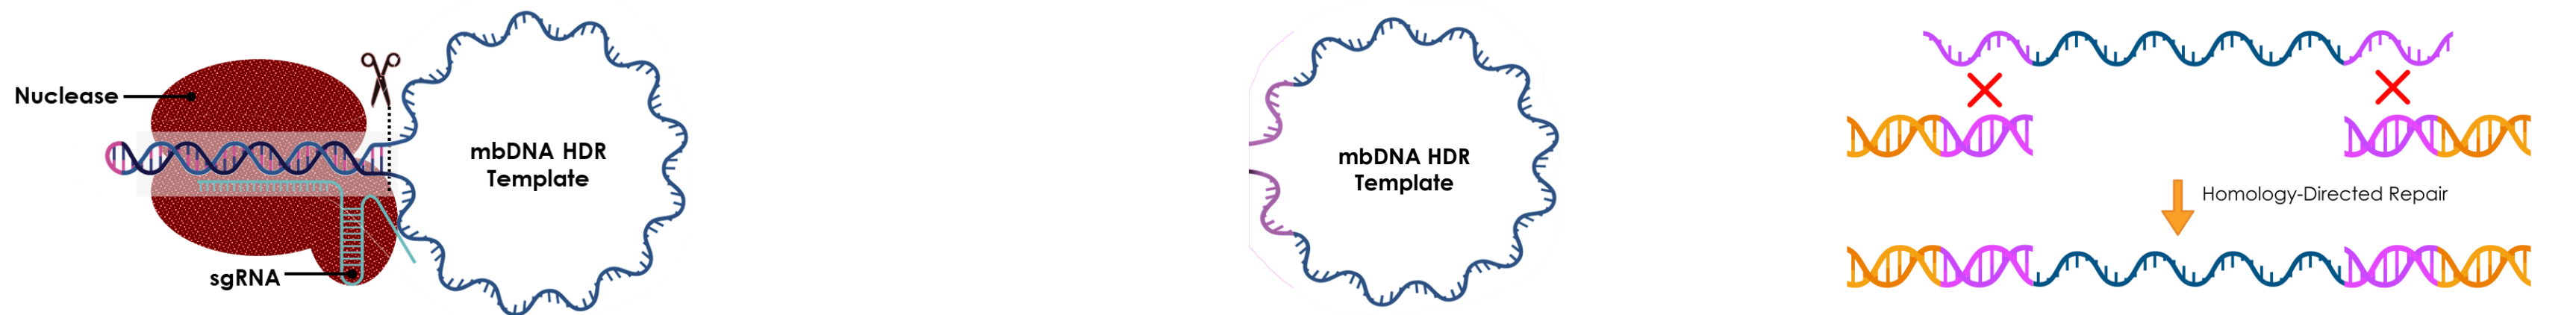 Nuclease
sgRNA
mbDNA HDR
Template
mbDNA HDR
Template
Homology-Directed Repair